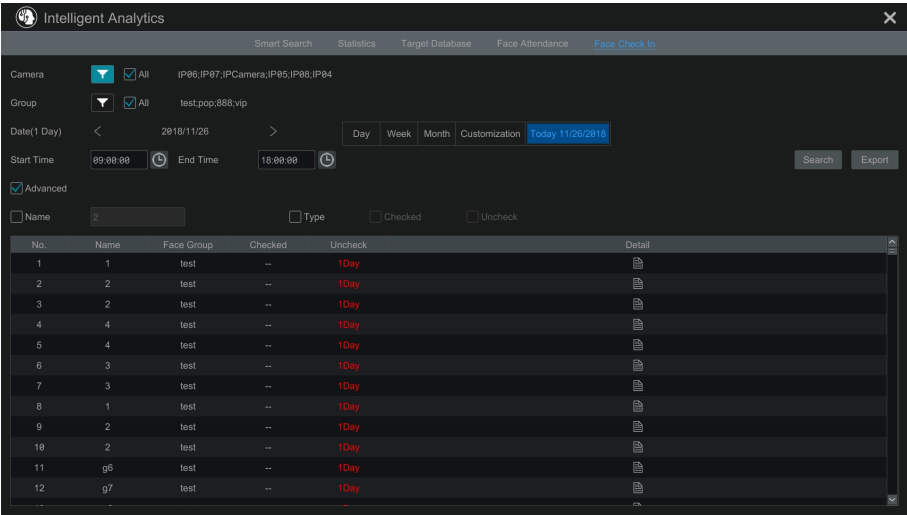 Intelligent Analytics
Smart Search Statistics Target Database Face Attendance Face Check In
Camera All IP06;IP07;IPCamera;IP05;IP08;IP04
Group All test;pop;888;vip
Date(1 Day) < 2018/11/26 > Day Week Month Customization Today 11/26/2018
Start Time 09:00:00 End Time 18:00:00 Search Export
Advanced
Name 2 Type Checked Uncheck
No. Name Face Group Checked Uncheck Detail
1 1 test -- 1Day
2 2 test -- 1Day
3 2 test -- 1Day
4 4 test -- 1Day
5 4 test -- 1Day
6 3 test -- 1Day
7 3 test -- 1Day
8 1 test -- 1Day
9 2 test -- 1Day
10 2 test -- 1Day
11 g6 test -- 1Day
12 g7 test -- 1Day